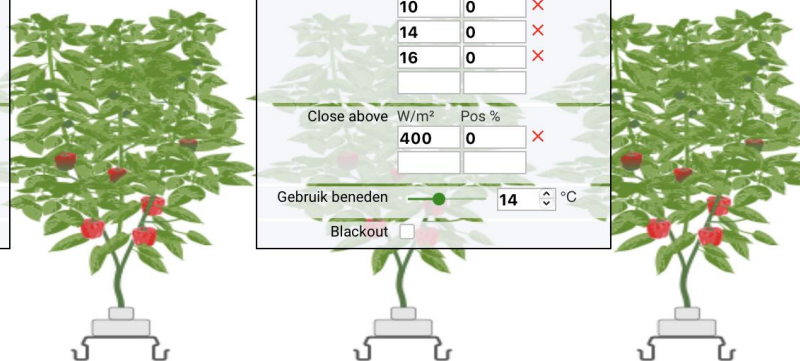 10 0
14 0
16 0
Close above W/m² Pos %
400 0
Gebruik beneden 14 °C
Blackout